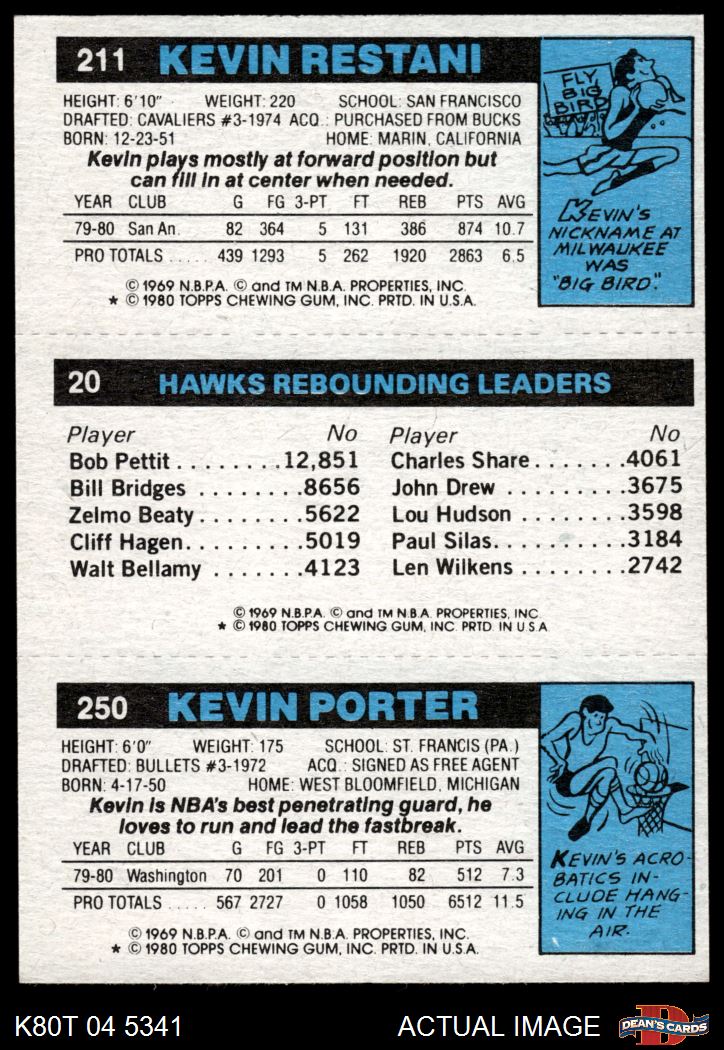 211 KEVIN RESTANI
HEIGHT: 6'10" WEIGHT: 220 SCHOOL: SAN FRANCISCO
DRAFTED: CAVALIERS #3-1974 ACQ.: PURCHASED FROM BUCKS
BORN: 12-23-51 HOME: MARIN, CALIFORNIA
Kevin plays mostly at forward position but
can fill in at center when needed.
YEAR CLUB G FG 3-PT FT REB PTS AVG
79-80 San An. 82 364 5 131 386 874 10.7
PRO TOTALS ..... 439 1293 5 262 1920 2863 6.5
© 1969 N.B.P.A. © and TM N.B.A. PROPERTIES, INC.
* © 1980 TOPPS CHEWING GUM, INC. PRTD. IN U.S.A.
FLY
BIG
BIRD
KEVIN'S
NICKNAME AT
MILWAUKEE
WAS
"BIG BIRD."
20 HAWKS REBOUNDING LEADERS
Player No Player No
Bob Pettit ........12,851 Charles Share.......4061
Bill Bridges ........8656 John Drew .........3675
Zelmo Beaty........5622 Lou Hudson .......3598
Cliff Hagen.........5019 Paul Silas..........3184
Walt Bellamy .......4123 Len Wilkens .......2742
© 1969 N.B.P.A. © and TM N.B.A. PROPERTIES, INC.
* © 1980 TOPPS CHEWING GUM, INC. PRTD. IN U.S.A.
250 KEVIN PORTER
HEIGHT: 6'0" WEIGHT: 175 SCHOOL: ST. FRANCIS (PA.)
DRAFTED: BULLETS #3-1972 ACQ.: SIGNED AS FREE AGENT
BORN: 4-17-50 HOME: WEST BLOOMFIELD, MICHIGAN
Kevin is NBA's best penetrating guard, he
loves to run and lead the fastbreak.
YEAR CLUB G FG 3-PT FT REB PTS AVG
79-80 Washington 70 201 0 110 82 512 7.3
PRO TOTALS ..... 567 2727 0 1058 1050 6512 11.5
© 1969 N.B.P.A. © and TM N.B.A. PROPERTIES, INC.
* © 1980 TOPPS CHEWING GUM, INC. PRTD. IN U.S.A.
KEVIN'S ACRO-
BATICS IN-
CLUDE HANG-
ING IN THE
AIR.
K80T 04 5341 ACTUAL IMAGE D DEAN'S CARDS